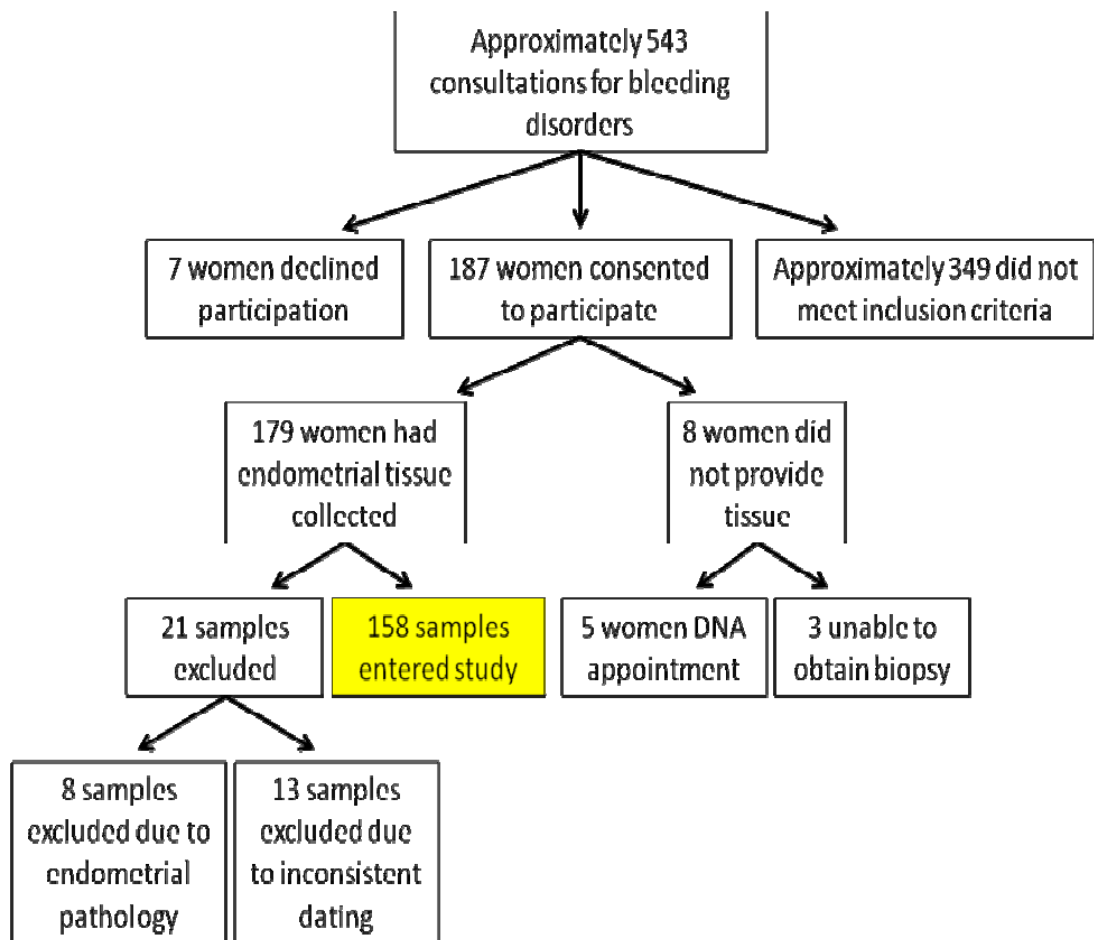 Approximately 543
consultations for bleeding
disorders
7 women declined
participation
187 women consented
to participate
Approximately 349 did not
meet inclusion criteria
179 women had
endometrial tissue
collected
8 women did
not provide
tissue
21 samples
excluded
158 samples
entered study
5 women DNA
appointment
3 unable to
obtain biopsy
8 samples
excluded due to
endometrial
pathology
13 samples
excluded due
to inconsistent
dating